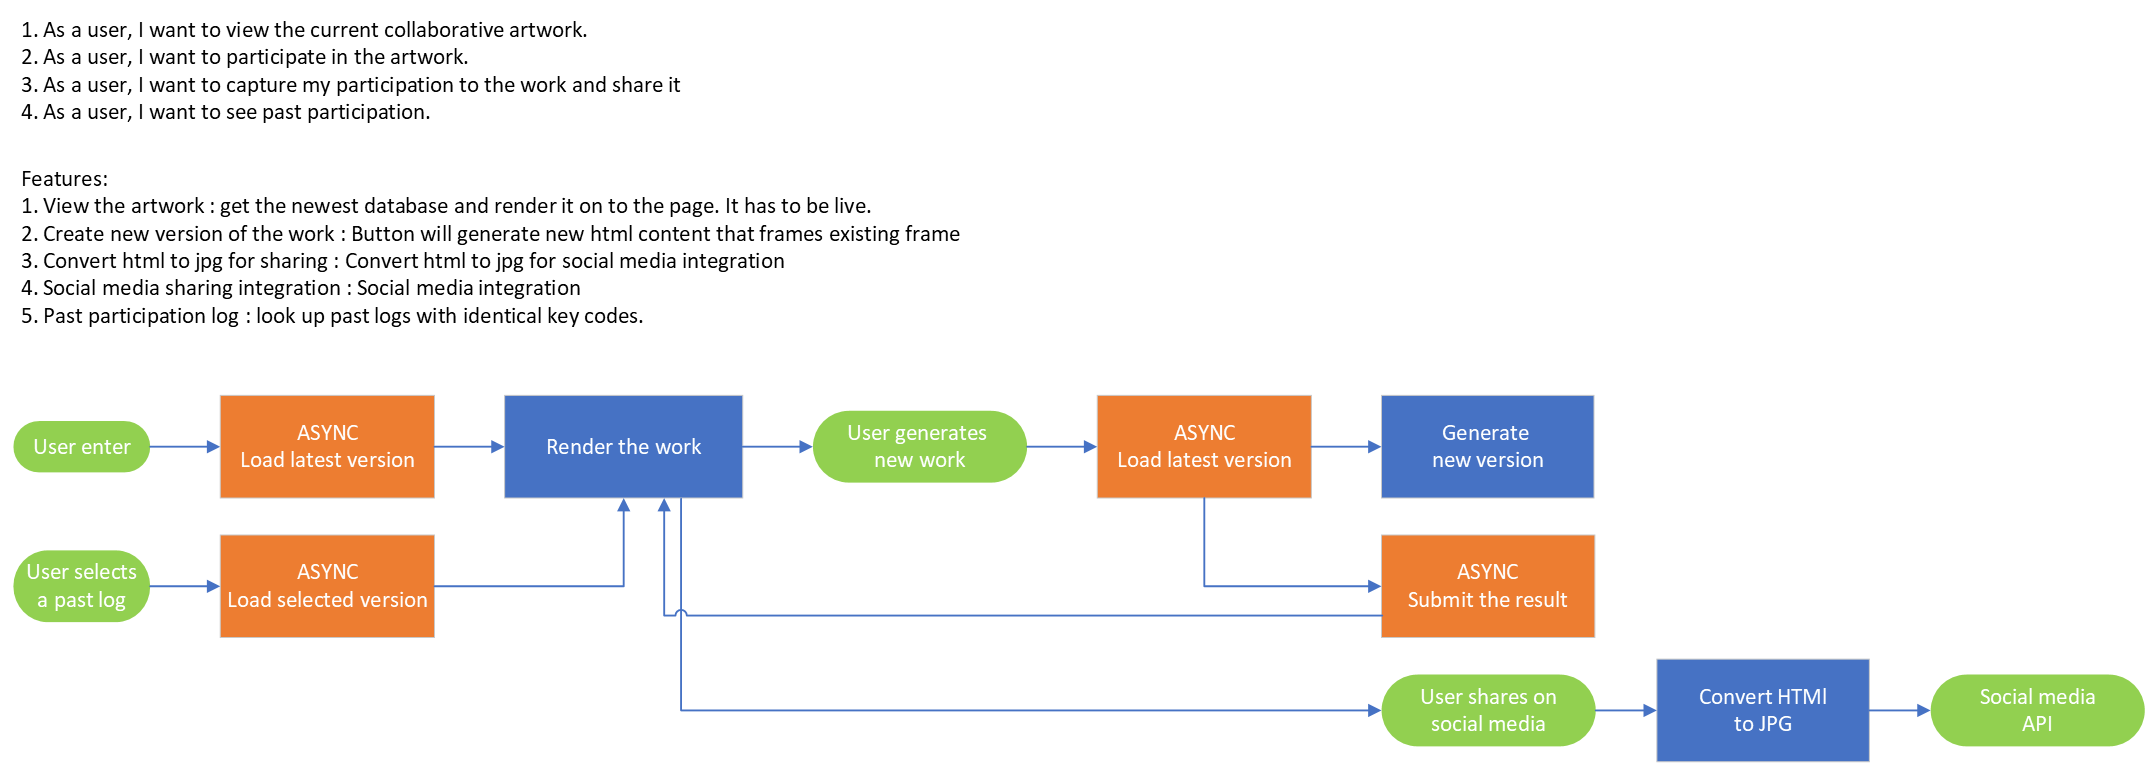 1. As a user, I want to view the current collaborative artwork.
2. As a user, I want to participate in the artwork.
3. As a user, I want to capture my participation to the work and share it
4. As a user, I want to see past participation.
Features:
1. View the artwork : get the newest database and render it on to the page. It has to be live.
2. Create new version of the work : Button will generate new html content that frames existing frame
3. Convert html to jpg for sharing : Convert html to jpg for social media integration
4. Social media sharing integration : Social media integration
5. Past participation log : look up past logs with identical key codes.
User enter
ASYNC
Load latest version
Render the work
User generates
new work
ASYNC
Load latest version
Generate
new version
User selects
a past log
ASYNC
Load selected version
ASYNC
Submit the result
User shares on
social media
Convert HTMl
to JPG
Social media
API